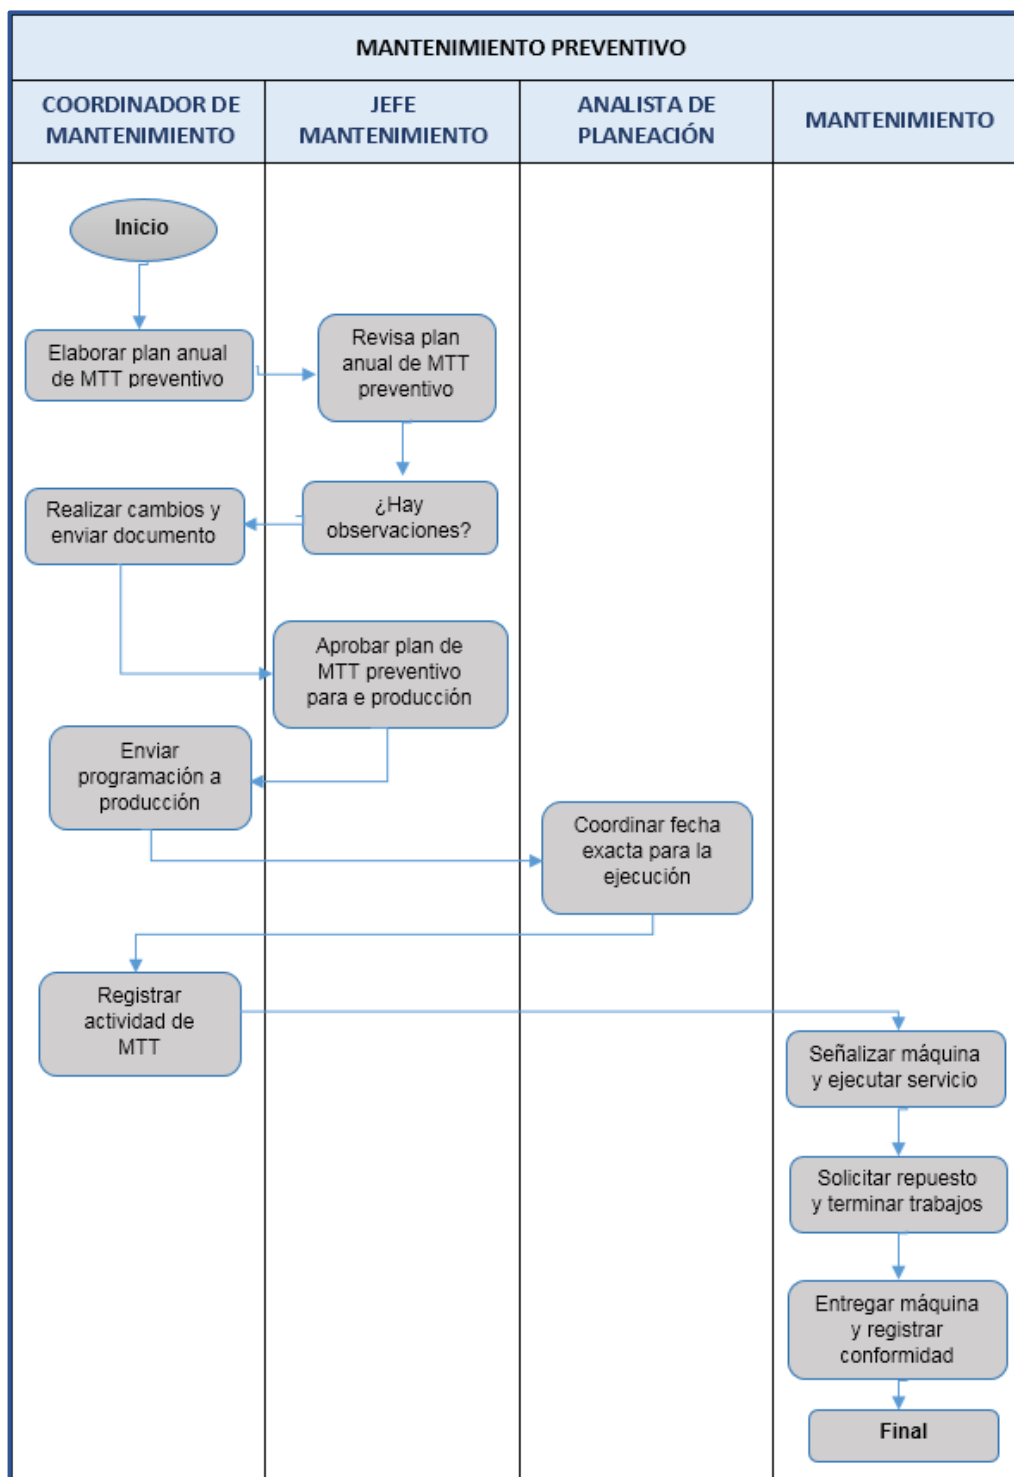 MANTENIMIENTO PREVENTIVO
COORDINADOR DE
MANTENIMIENTO
JEFE
MANTENIMIENTO
ANALISTA DE
PLANEACIÓN
MANTENIMIENTO
Inicio
Elaborar plan anual
de MTT preventivo
Revisa plan
anual de MTT
preventivo
¿Hay
observaciones?
Realizar cambios y
enviar documento
Aprobar plan de
MTT preventivo
para e producción
Enviar
programación a
producción
Coordinar fecha
exacta para la
ejecución
Registrar
actividad de
MTT
Señalizar máquina
y ejecutar servicio
Solicitar repuesto
y terminar trabajos
Entregar máquina
y registrar
conformidad
Final